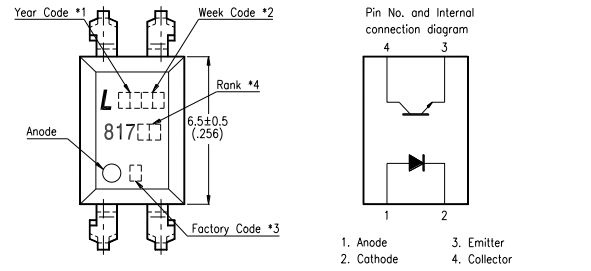 Year Code *1
Week Code *2
L
Rank *4
817
6.5±0.5
(.256)
Anode
Factory Code *3
Pin No. and Internal
connection diagram
4 3
1 2
1. Anode 3. Emitter
2. Cathode 4. Collector